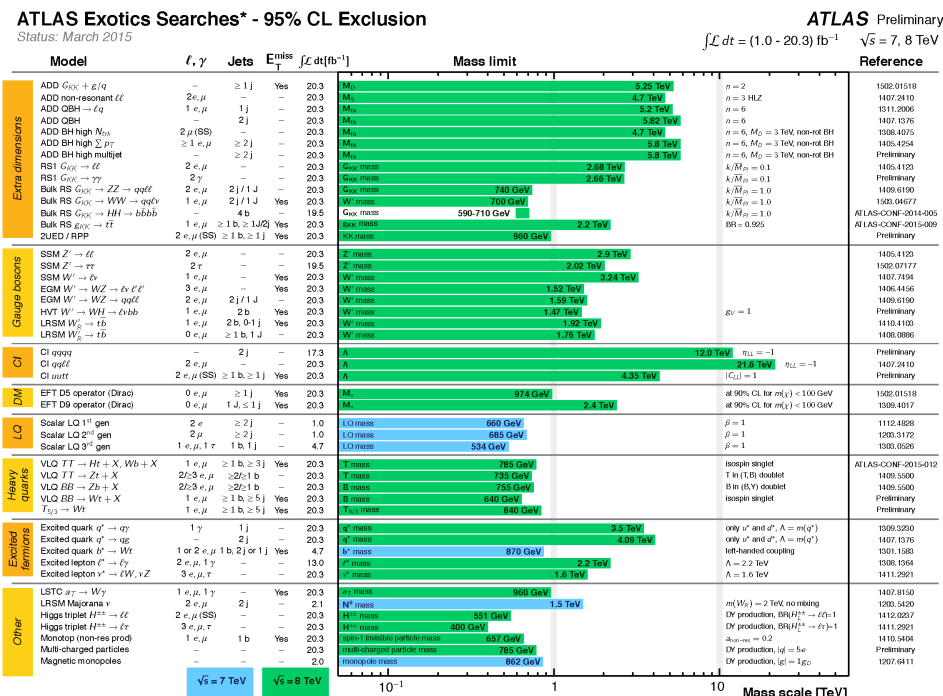 ATLAS Exotics Searches* - 95% CL Exclusion
Status: March 2015
ATLAS Preliminary
∫L dt = (1.0 - 20.3) fb⁻¹ √s = 7, 8 TeV
Model ℓ, γ Jets E_T^miss ∫L dt[fb⁻¹] Mass limit Reference
Extra dimensions
ADD G_KK + g/q – ≥ 1 j Yes 20.3 M_D 5.25 TeV n = 2 1502.01518
ADD non-resonant ℓℓ 2e, μ – – 20.3 M_S 4.7 TeV n = 3 HLZ 1407.2410
ADD QBH → ℓq 1 e, μ 1 j – 20.3 M_th 5.2 TeV n = 6 1311.2006
ADD QBH – 2 j – 20.3 M_th 5.82 TeV n = 6 1407.1376
ADD BH high N_trk 2 μ (SS) – – 20.3 M_th 4.7 TeV n = 6, M_D = 3 TeV, non-rot BH 1308.4075
ADD BH high ∑ p_T ≥ 1 e, μ ≥ 2 j – 20.3 M_th 5.8 TeV n = 6, M_D = 3 TeV, non-rot BH 1405.4254
ADD BH high multijet – ≥ 2 j – 20.3 M_th 5.8 TeV n = 6, M_D = 3 TeV, non-rot BH Preliminary
RS1 G_KK → ℓℓ 2 e, μ – – 20.3 G_KK mass 2.68 TeV k/M̅_Pl = 0.1 1405.4123
RS1 G_KK → γγ 2 γ – – 20.3 G_KK mass 2.66 TeV k/M̅_Pl = 0.1 Preliminary
Bulk RS G_KK → ZZ → qqℓℓ 2 e, μ 2 j / 1 J – 20.3 G_KK mass 740 GeV k/M̅_Pl = 1.0 1409.6190
Bulk RS G_KK → WW → qqℓν 1 e, μ 2 j / 1 J Yes 20.3 W′ mass 700 GeV k/M̅_Pl = 1.0 1503.04677
Bulk RS G_KK → HH → bb̄bb̄ – 4 b – 19.5 G_KK mass 590-710 GeV k/M̅_Pl = 1.0 ATLAS-CONF-2014-005
Bulk RS g_KK → tt̄ 1 e, μ ≥ 1 b, ≥ 1J/2j Yes 20.3 g_KK mass 2.2 TeV BR = 0.925 ATLAS-CONF-2015-009
2UED / RPP 2 e, μ (SS) ≥ 1 b, ≥ 1 j Yes 20.3 KK mass 960 GeV Preliminary
Gauge bosons
SSM Z′ → ℓℓ 2 e, μ – – 20.3 Z′ mass 2.9 TeV 1405.4123
SSM Z′ → ττ 2 τ – – 19.5 Z′ mass 2.02 TeV 1502.07177
SSM W′ → ℓν 1 e, μ – Yes 20.3 W′ mass 3.24 TeV 1407.7494
EGM W′ → WZ → ℓν ℓ′ℓ′ 3 e, μ – Yes 20.3 W′ mass 1.52 TeV 1406.4456
EGM W′ → WZ → qqℓℓ 2 e, μ 2 j / 1 J – 20.3 W′ mass 1.59 TeV 1409.6190
HVT W′ → WH → ℓνbb 1 e, μ 2 b Yes 20.3 W′ mass 1.47 TeV g_V = 1 Preliminary
LRSM W′_R → tb̄ 1 e, μ 2 b, 0-1 j Yes 20.3 W′ mass 1.92 TeV 1410.4103
LRSM W′_R → tb̄ 0 e, μ ≥ 1 b, 1 J – 20.3 W′ mass 1.76 TeV 1408.0886
CI
CI qqqq – 2 j – 17.3 Λ 12.0 TeV η_LL = −1 Preliminary
CI qqℓℓ 2 e, μ – – 20.3 Λ 21.6 TeV η_LL = −1 1407.2410
CI uutt 2 e, μ (SS) ≥ 1 b, ≥ 1 j Yes 20.3 Λ 4.35 TeV |C_LL| = 1 Preliminary
DM
EFT D5 operator (Dirac) 0 e, μ ≥ 1 j Yes 20.3 M_* 974 GeV at 90% CL for m(χ) < 100 GeV 1502.01518
EFT D9 operator (Dirac) 0 e, μ 1 J, ≤ 1 j Yes 20.3 M_* 2.4 TeV at 90% CL for m(χ) < 100 GeV 1309.4017
LQ
Scalar LQ 1st gen 2 e ≥ 2 j – 1.0 LQ mass 660 GeV β = 1 1112.4828
Scalar LQ 2nd gen 2 μ ≥ 2 j – 1.0 LQ mass 685 GeV β = 1 1203.3172
Scalar LQ 3rd gen 1 e, μ, 1 τ 1 b, 1 j – 4.7 LQ mass 534 GeV β = 1 1303.0526
Heavy quarks
VLQ TT → Ht + X, Wb + X 1 e, μ ≥ 1 b, ≥ 3 j Yes 20.3 T mass 785 GeV isospin singlet ATLAS-CONF-2015-012
VLQ TT → Zt + X 2/≥3 e, μ ≥2/≥1 b – 20.3 T mass 735 GeV T in (T,B) doublet 1409.5500
VLQ BB → Zb + X 2/≥3 e, μ ≥2/≥1 b – 20.3 B mass 755 GeV B in (B,Y) doublet 1409.5500
VLQ BB → Wt + X 1 e, μ ≥ 1 b, ≥ 5 j Yes 20.3 B mass 640 GeV isospin singlet Preliminary
T_5/3 → Wt 1 e, μ ≥ 1 b, ≥ 5 j Yes 20.3 T_5/3 mass 840 GeV Preliminary
Excited fermions
Excited quark q* → qγ 1 γ 1 j – 20.3 q* mass 3.5 TeV only u* and d*, Λ = m(q*) 1309.3230
Excited quark q* → qg – 2 j – 20.3 q* mass 4.09 TeV only u* and d*, Λ = m(q*) 1407.1376
Excited quark b* → Wt 1 or 2 e, μ 1 b, 2 j or 1 j Yes 4.7 b* mass 870 GeV left-handed coupling 1301.1583
Excited lepton ℓ* → ℓγ 2 e, μ, 1 γ – – 13.0 ℓ* mass 2.2 TeV Λ = 2.2 TeV 1308.1364
Excited lepton ν* → ℓW, νZ 3 e, μ, τ – – 20.3 ν* mass 1.6 TeV Λ = 1.6 TeV 1411.2921
Other
LSTC a_T → Wγ 1 e, μ, 1 γ – Yes 20.3 a_T mass 960 GeV 1407.8150
LRSM Majorana ν 2 e, μ 2 j – 2.1 N⁰ mass 1.5 TeV m(W_R) = 2 TeV, no mixing 1203.5420
Higgs triplet H^±± → ℓℓ 2 e, μ (SS) – – 20.3 H^±± mass 551 GeV DY production, BR(H_L^±± → ℓℓ)=1 1412.0237
Higgs triplet H^±± → ℓτ 3 e, μ, τ – – 20.3 H^±± mass 400 GeV DY production, BR(H_L^±± → ℓτ)=1 1411.2921
Monotop (non-res prod) 1 e, μ 1 b Yes 20.3 spin-1 invisible particle mass 657 GeV a_non-res = 0.2 1410.5404
Multi-charged particles – – – 20.3 multi-charged particle mass 785 GeV DY production, |q| = 5e Preliminary
Magnetic monopoles – – – 2.0 monopole mass 862 GeV DY production, |g| = 1g_D 1207.6411
√s = 7 TeV √s = 8 TeV
10⁻¹ 1 10
Mass scale [TeV]